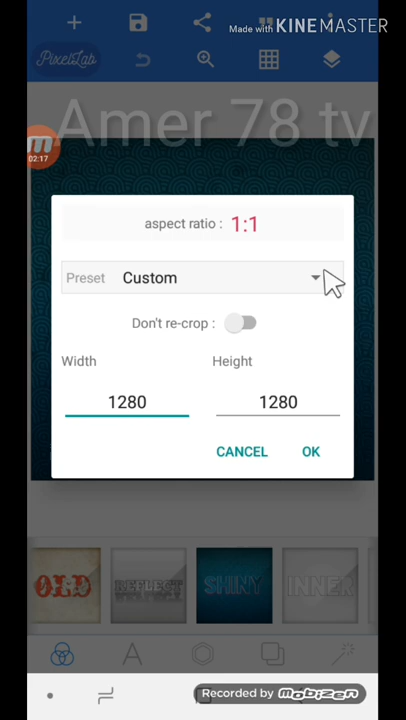 Made with KINEMASTER
PixelLab
Amer 78 tv
02:17
aspect ratio : 1:1
Preset Custom
Don't re-crop :
Width Height
1280 1280
CANCEL OK
OLD REFLECT SHINY INNER
A
Recorded by mobizen